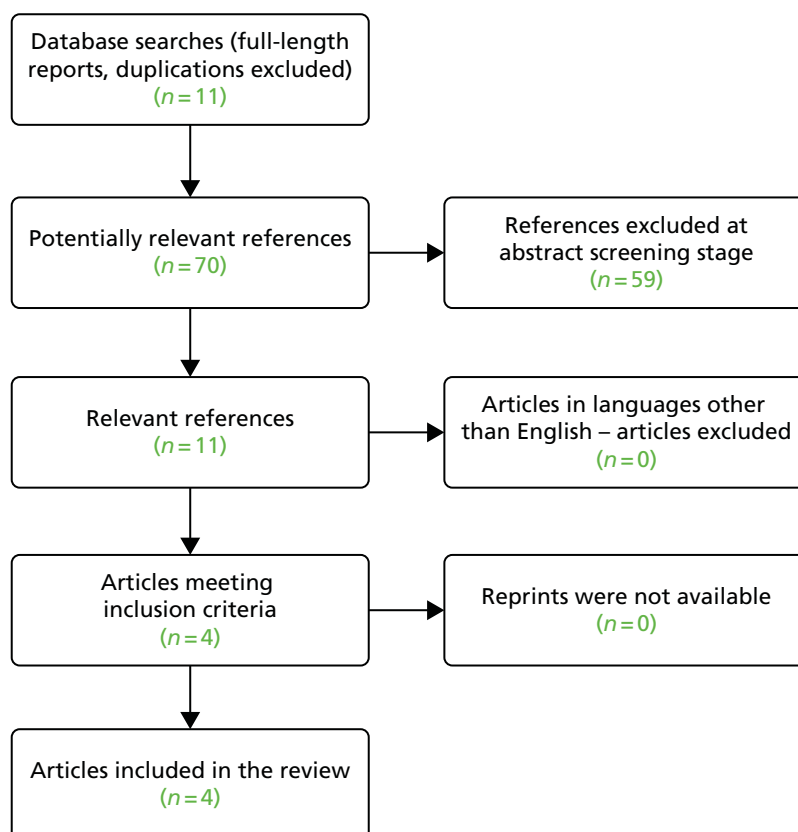 Database searches (full-length
reports, duplications excluded)
(n=11)
Potentially relevant references
(n=70)
References excluded at
abstract screening stage
(n=59)
Relevant references
(n=11)
Articles in languages other
than English – articles excluded
(n=0)
Articles meeting
inclusion criteria
(n=4)
Reprints were not available
(n=0)
Articles included in the review
(n=4)